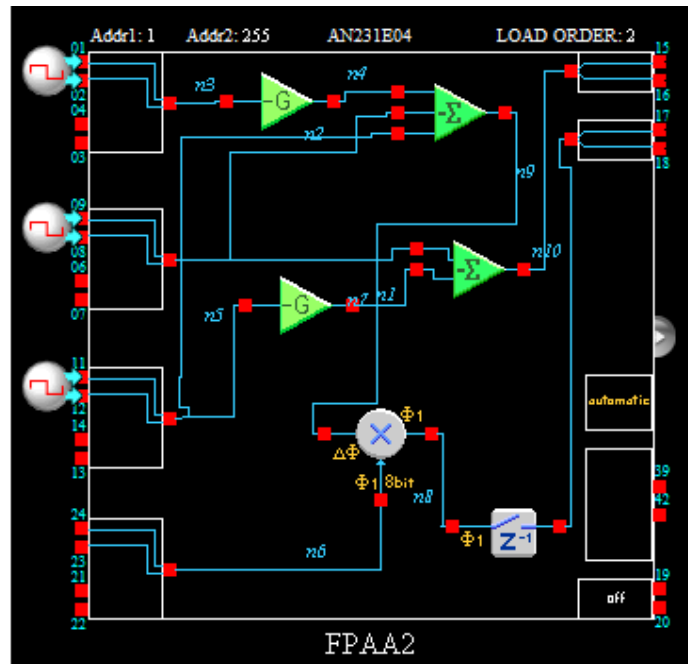 Addr1: 1 Addr2: 255 AN231E04 LOAD ORDER: 2
01
02
04
03
15
16
17
18
n3
-G
n4
n2
-Σ
n9
09
08
06
07
n10
-Σ
n5
-G
n7
n1
11
12
14
13
automatic
Φ1
ΔΦ
×
Φ1 8bit
n8
39
42
24
23
21
22
n6
Φ1
Z⁻¹
off
19
20
FPAA2